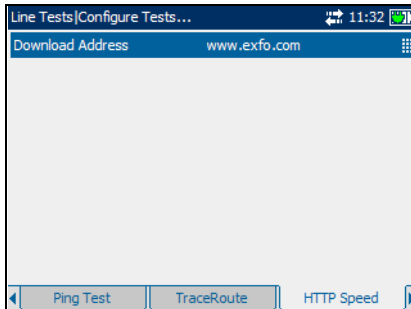 Line Tests|Configure Tests... 11:32
Download Address www.exfo.com
Ping Test TraceRoute HTTP Speed